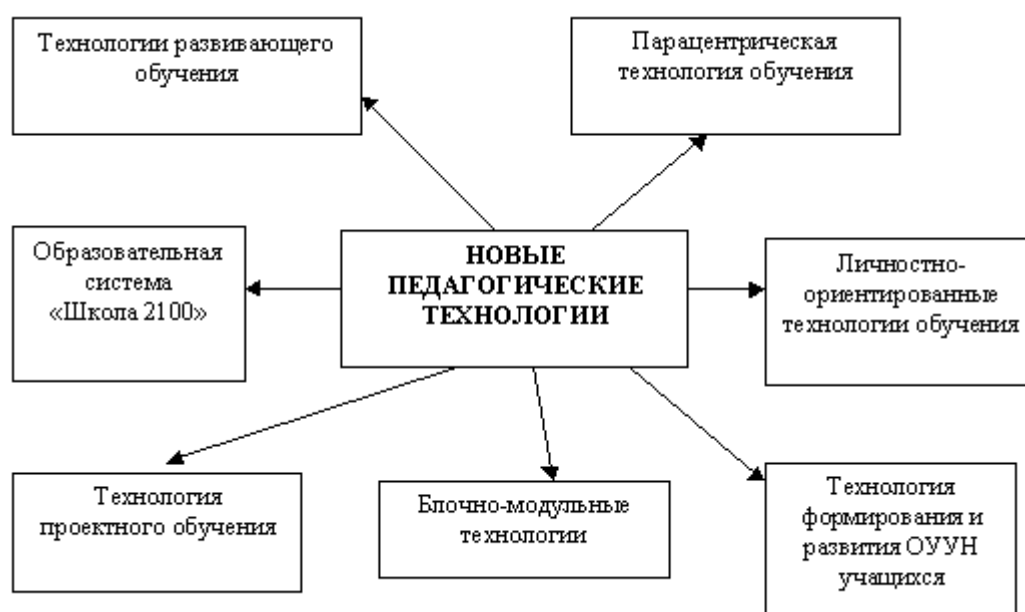 Технологии развивающего
обучения
Парацентрическая
технология обучения
Образовательная
система
«Школа 2100»
НОВЫЕ
ПЕДАГОГИЧЕСКИЕ
ТЕХНОЛОГИИ
Личностно-
ориентированные
технологии обучения
Технология
проектного обучения
Блочно-модульные
технологии
Технология
формирования и
развития ОУУН
учащихся